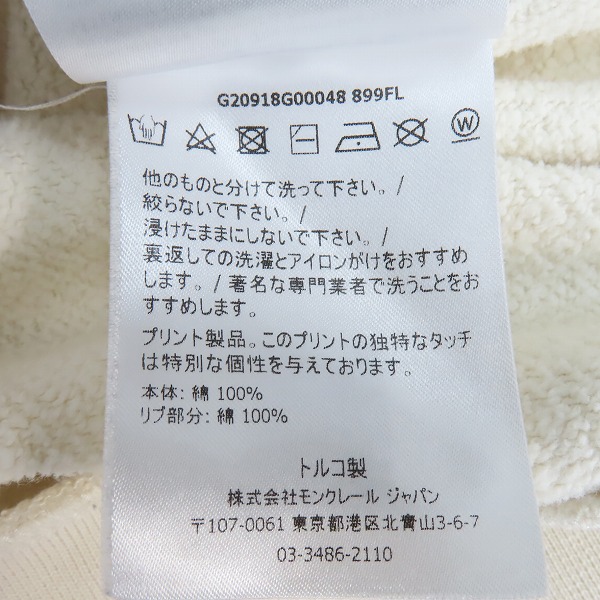 G20918G00048 899FL
W
他のものと分けて洗って下さい。/
絞らないで下さい。/
浸けたままにしないで下さい。/
裏返しての洗濯とアイロンがけをおすすめ
します。/ 著名な専門業者で洗うことをお
すすめします。
プリント製品。このプリントの独特なタッチ
は特別な個性を与えております。
本体: 綿 100%
リブ部分: 綿 100%
トルコ製
株式会社モンクレール ジャパン
〒107-0061 東京都港区北青山3-6-7
03-3486-2110